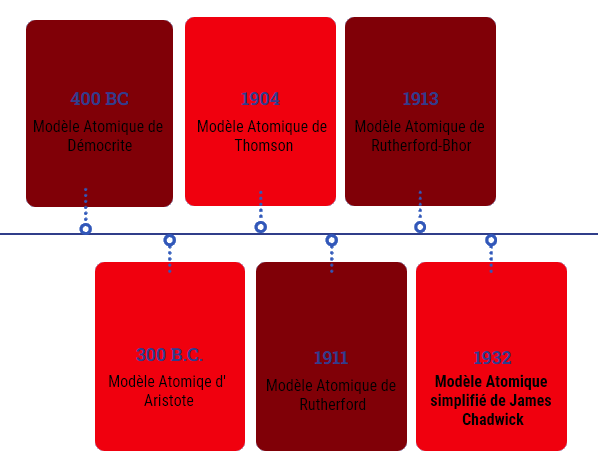 400 BC
Modèle Atomique de
Démocrite
1904
Modèle Atomique de
Thomson
1913
Modèle Atomique de
Rutherford-Bhor
300 B.C.
Modèle Atomiqe d'
Aristote
1911
Modèle Atomique de
Rutherford
1932
Modèle Atomique
simplifié de James
Chadwick